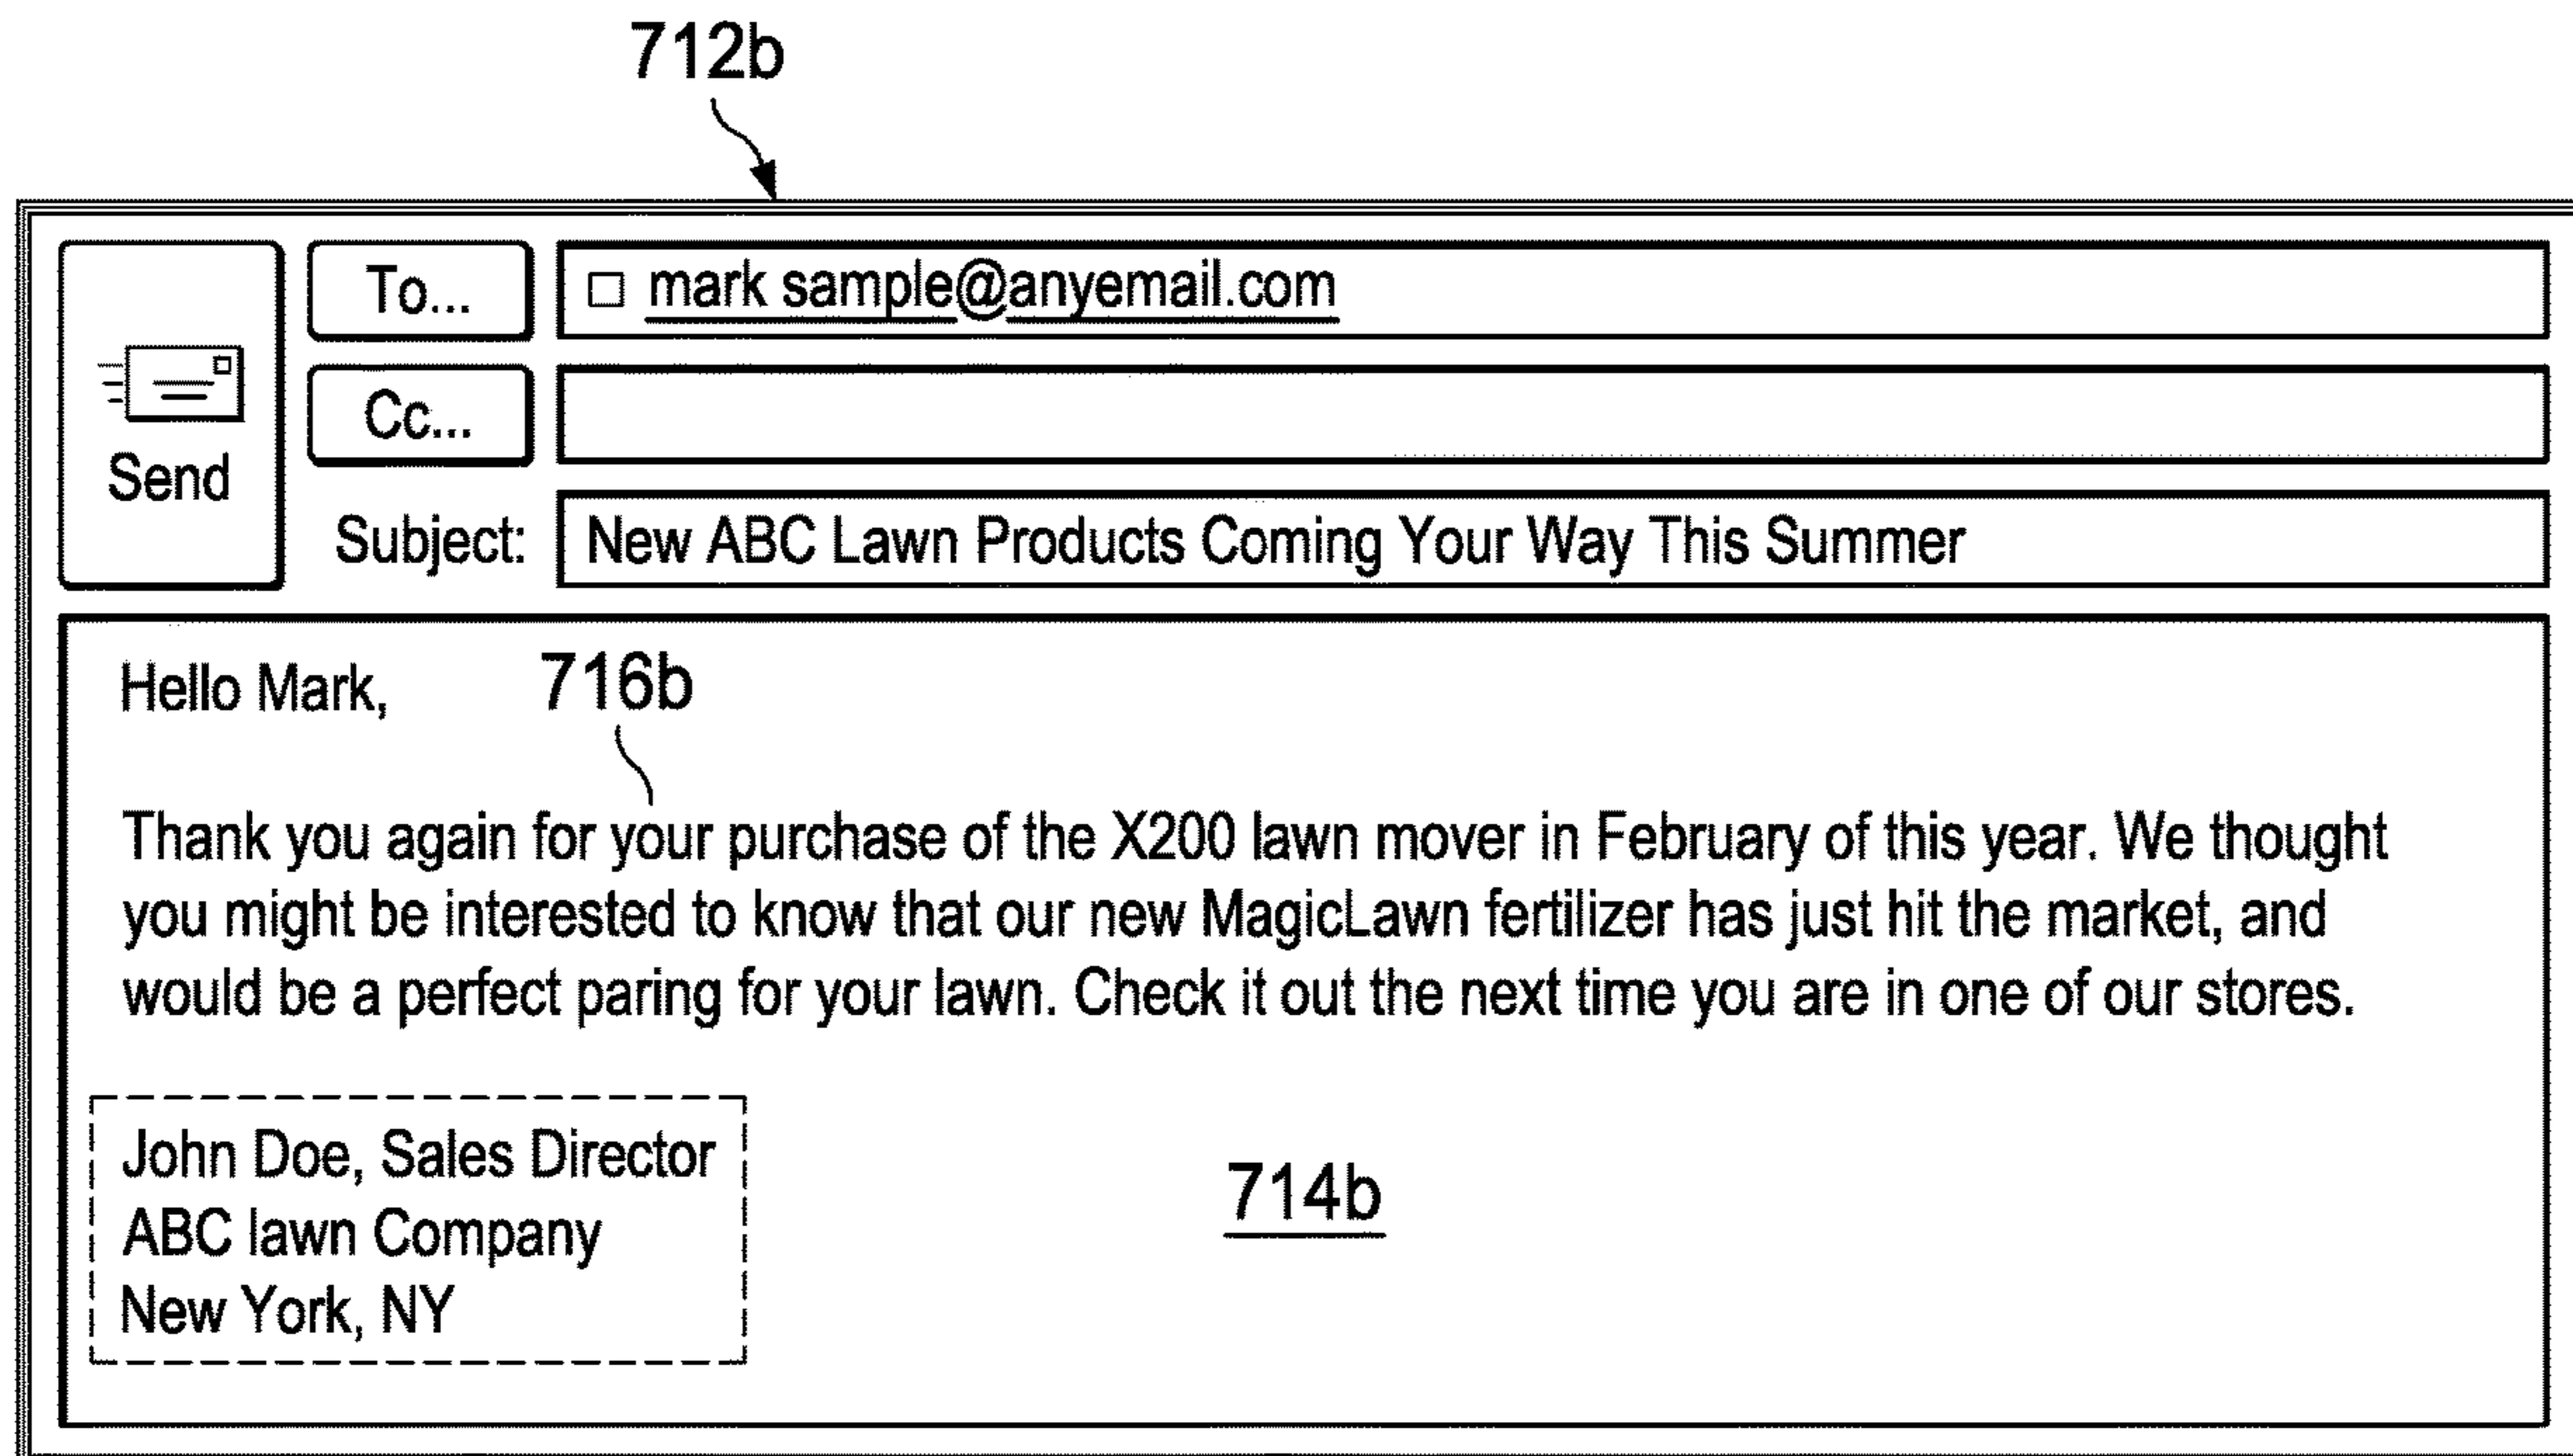 712b
To... mark sample@anyemail.com
Cc...
Send
Subject: New ABC Lawn Products Coming Your Way This Summer
Hello Mark, 716b
Thank you again for your purchase of the X200 lawn mover in February of this year. We thought
you might be interested to know that our new MagicLawn fertilizer has just hit the market, and
would be a perfect paring for your lawn. Check it out the next time you are in one of our stores.
John Doe, Sales Director
ABC lawn Company
New York, NY
714b